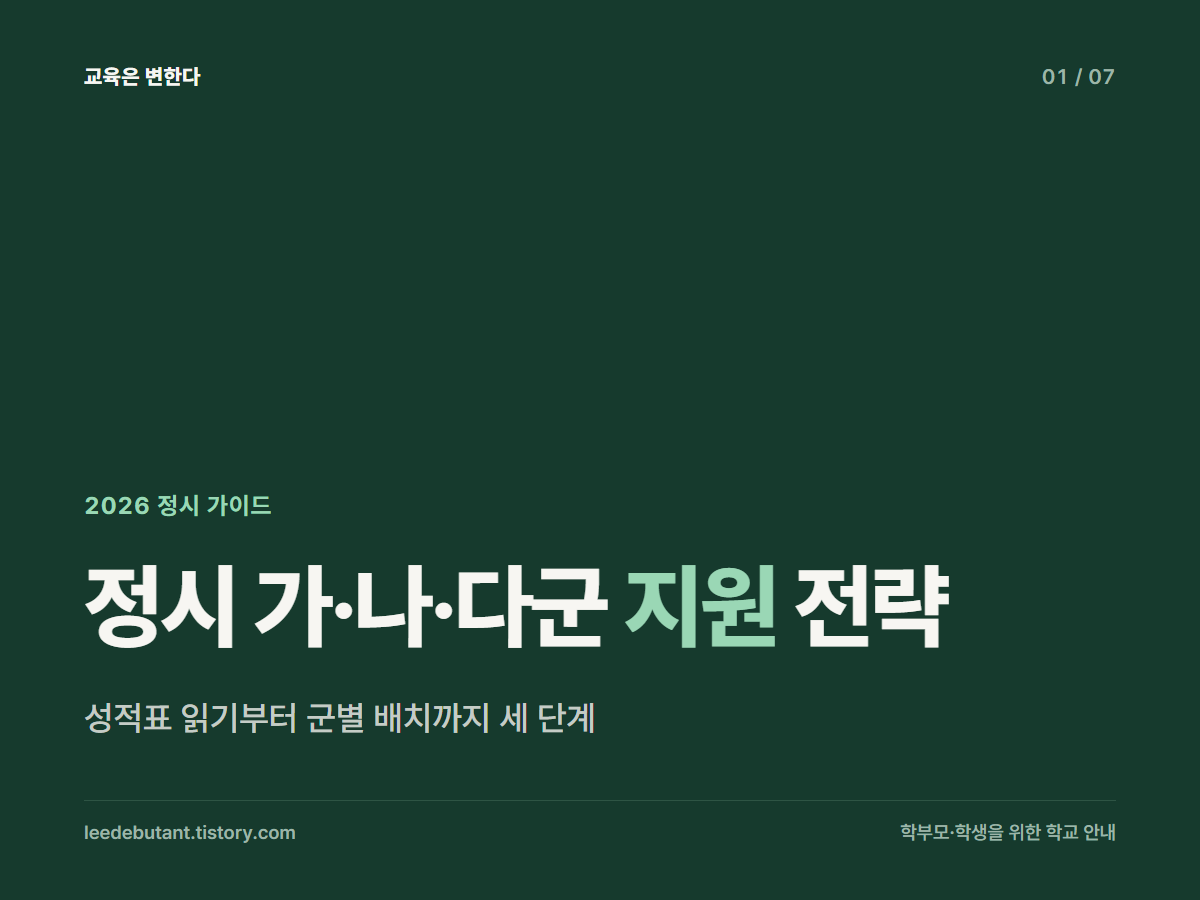 교육은 변한다
01 / 07
2026 정시 가이드
정시 가·나·다군 지원 전략
성적표 읽기부터 군별 배치까지 세 단계
leedebutant.tistory.com
학부모·학생을 위한 학교 안내